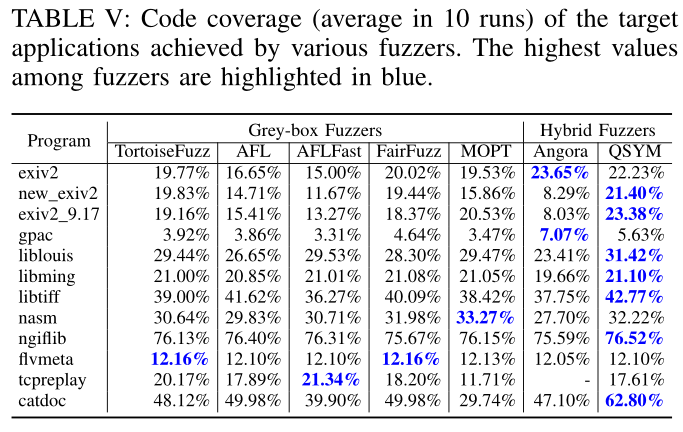 TABLE V: Code coverage (average in 10 runs) of the target
applications achieved by various fuzzers. The highest values
among fuzzers are highlighted in blue.
Program Grey-box Fuzzers Hybrid Fuzzers
TortoiseFuzz AFL AFLFast FairFuzz MOPT Angora QSYM
exiv2 19.77% 16.65% 15.00% 20.02% 19.53% 23.65% 22.23%
new_exiv2 19.83% 14.71% 11.67% 19.44% 15.86% 8.29% 21.40%
exiv2_9.17 19.16% 15.41% 13.27% 18.37% 20.53% 8.03% 23.38%
gpac 3.92% 3.86% 3.31% 4.64% 3.47% 7.07% 5.63%
liblouis 29.44% 26.65% 29.53% 28.30% 29.47% 23.41% 31.42%
libming 21.00% 20.85% 21.01% 21.08% 21.05% 19.66% 21.10%
libtiff 39.00% 41.62% 36.27% 40.09% 38.42% 37.75% 42.77%
nasm 30.64% 29.83% 30.71% 31.98% 33.27% 27.70% 32.22%
ngiflib 76.13% 76.40% 76.31% 75.67% 76.15% 75.59% 76.52%
flvmeta 12.16% 12.10% 12.10% 12.16% 12.13% 12.05% 12.10%
tcpreplay 20.17% 17.89% 21.34% 18.20% 11.71% - 17.61%
catdoc 48.12% 49.98% 39.90% 49.98% 29.74% 47.10% 62.80%